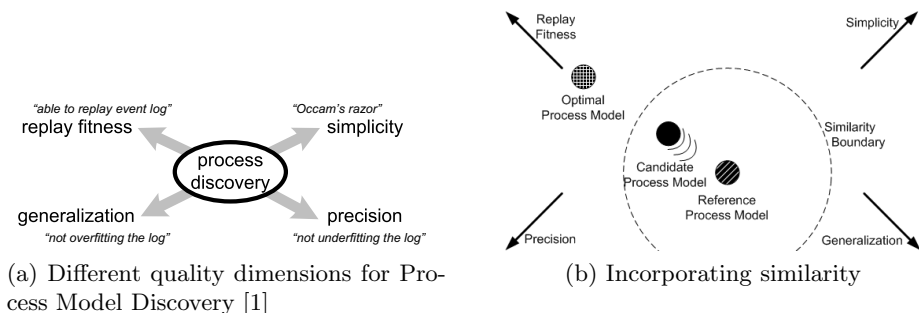 “able to replay event log”
replay fitness
“Occam’s razor”
simplicity
process
discovery
generalization
“not overfitting the log”
precision
“not underfitting the log”
(a) Different quality dimensions for Pro-
cess Model Discovery [1]
Replay
Fitness
Simplicity
Optimal
Process Model
Similarity
Boundary
Candidate
Process Model
Reference
Process Model
Precision
Generalization
(b) Incorporating similarity